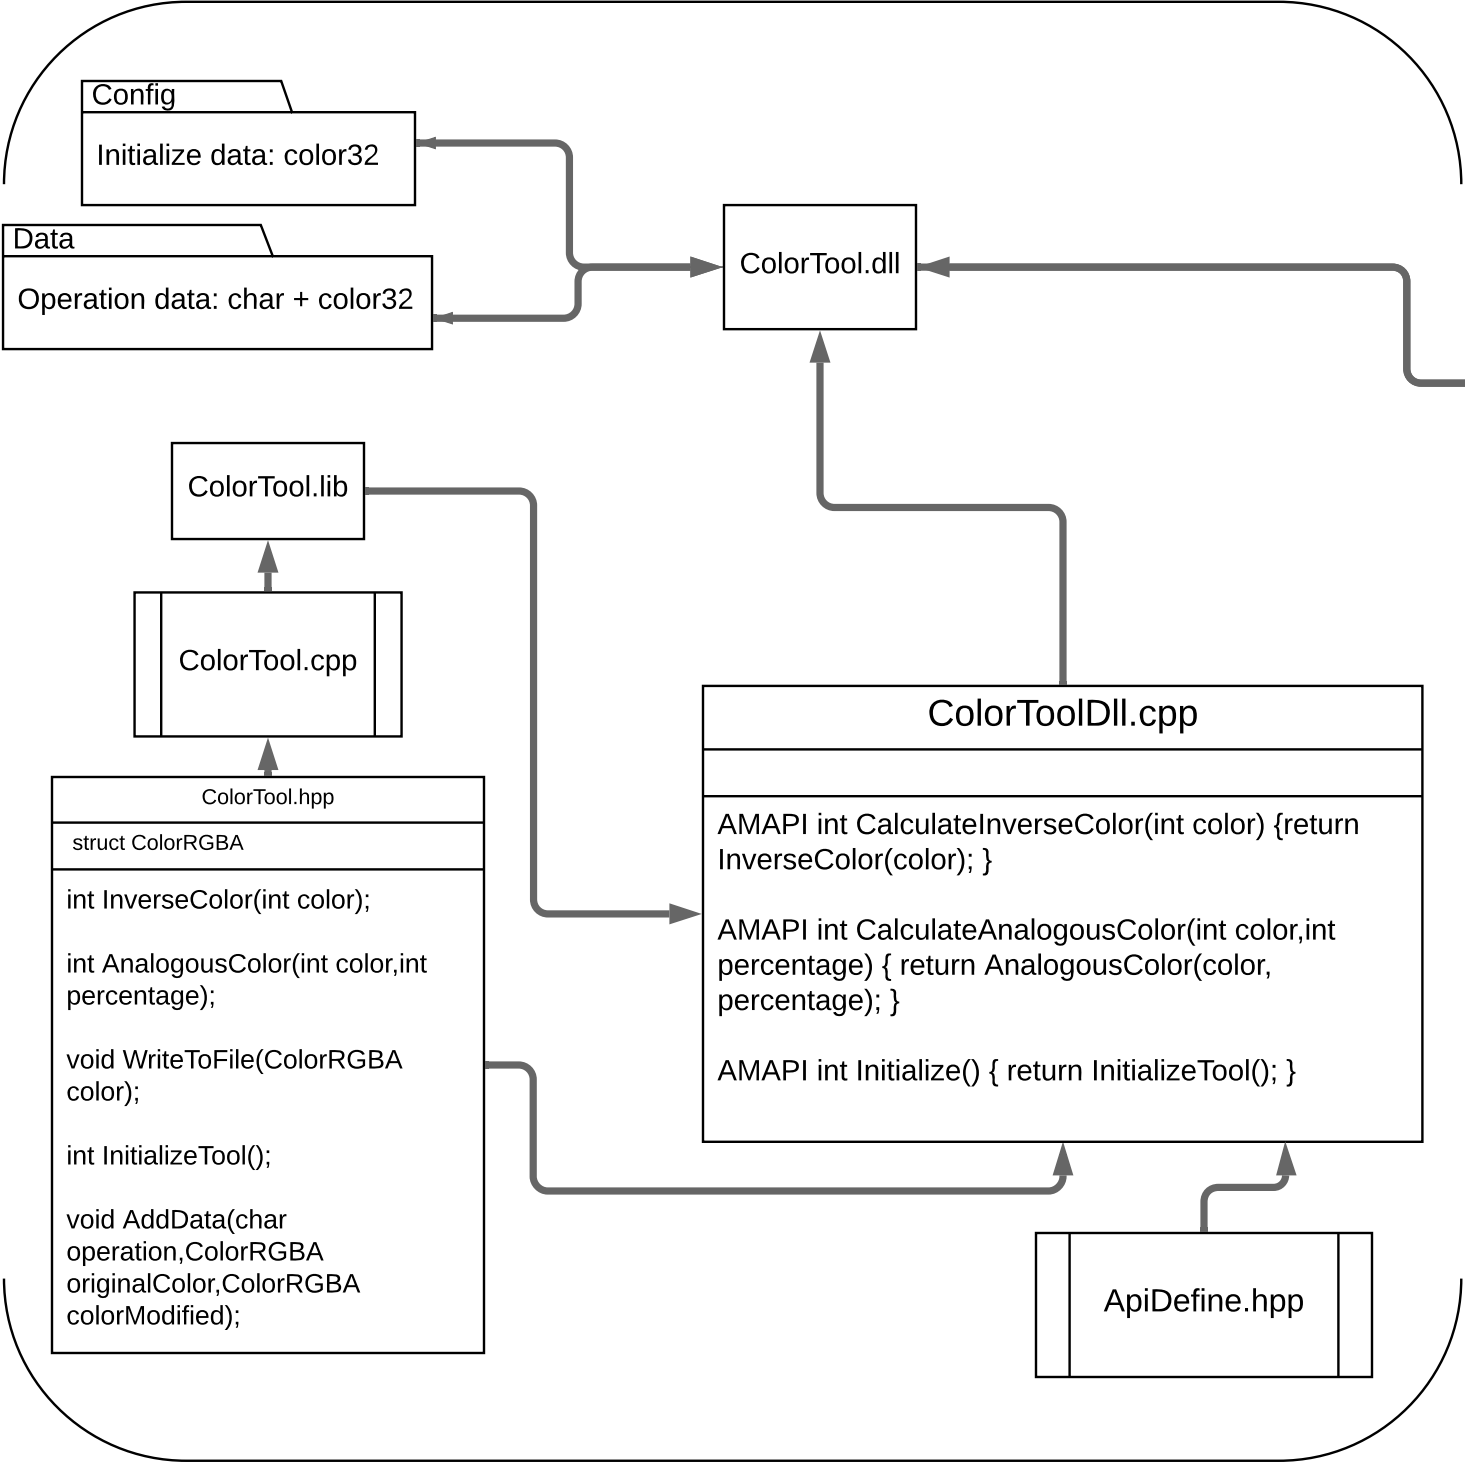 Config
Initialize data: color32
Data
Operation data: char + color32
ColorTool.dll
ColorTool.lib
ColorTool.cpp
ColorTool.hpp
struct ColorRGBA
int InverseColor(int color);
int AnalogousColor(int color,int
percentage);
void WriteToFile(ColorRGBA
color);
int InitializeTool();
void AddData(char
operation,ColorRGBA
originalColor,ColorRGBA
colorModified);
ColorToolDll.cpp
AMAPI int CalculateInverseColor(int color) {return
InverseColor(color); }
AMAPI int CalculateAnalogousColor(int color,int
percentage) { return AnalogousColor(color,
percentage); }
AMAPI int Initialize() { return InitializeTool(); }
ApiDefine.hpp